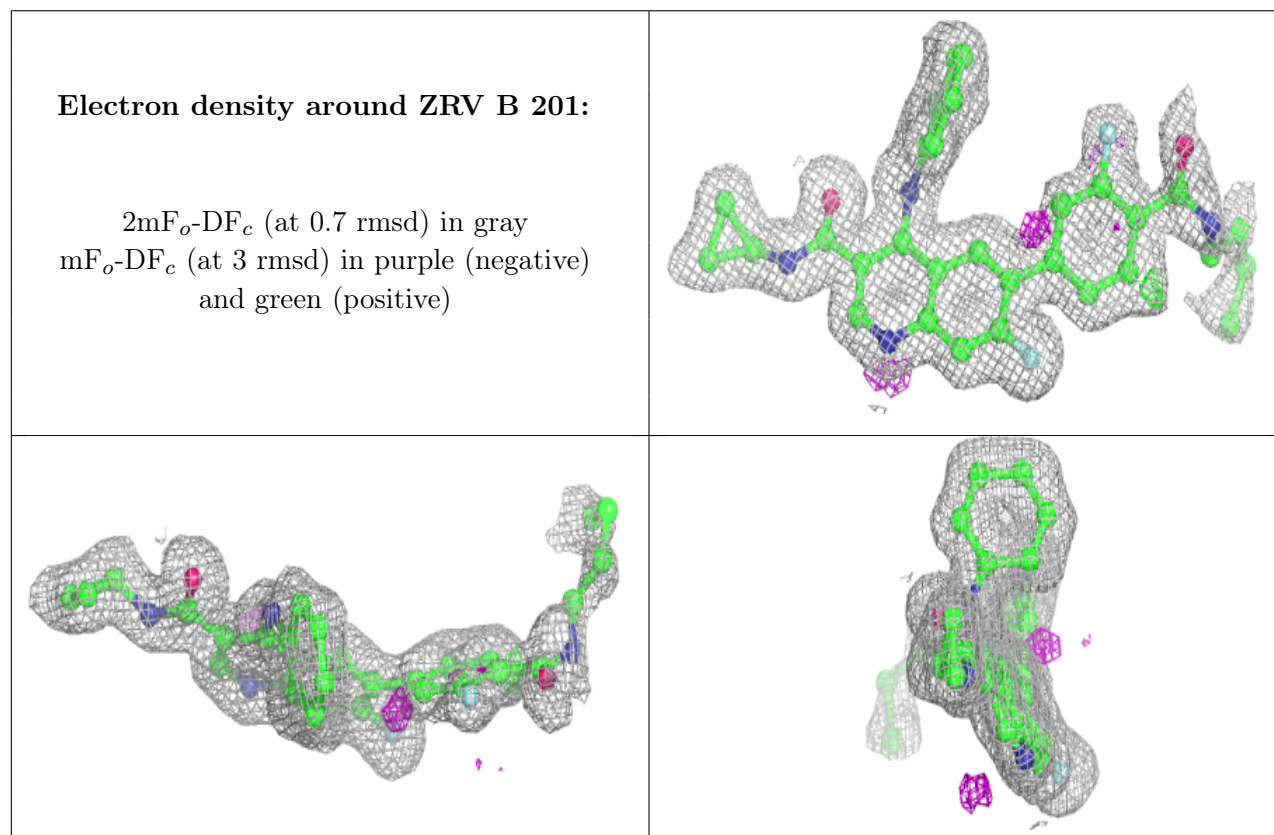 Electron density around ZRV B 201:
2mFo-DFc (at 0.7 rmsd) in gray
mFo-DFc (at 3 rmsd) in purple (negative)
and green (positive)